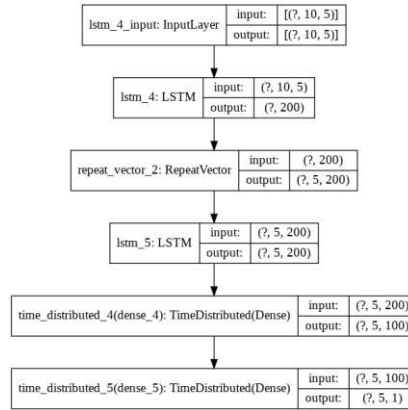 lstm_4_input: InputLayer input: [(?, 10, 5)]
output: [(?, 10, 5)]
lstm_4: LSTM input: (?, 10, 5)
output: (?, 200)
repeat_vector_2: RepeatVector input: (?, 200)
output: (?, 5, 200)
lstm_5: LSTM input: (?, 5, 200)
output: (?, 5, 200)
time_distributed_4(dense_4): TimeDistributed(Dense) input: (?, 5, 200)
output: (?, 5, 100)
time_distributed_5(dense_5): TimeDistributed(Dense) input: (?, 5, 100)
output: (?, 5, 1)